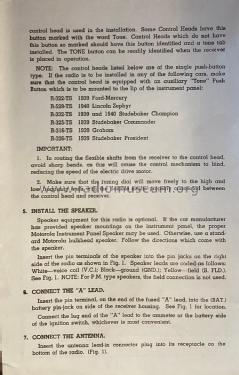 control head is used in the installation. Some Control Heads have this
button marked with the word Tone. Control Heads which do not have
this button so marked should have this button identified and a tone tab
installed. The TONE button can be readily identified when the receiver
is placed in operation.
NOTE: The control heads listed below are of the single push-button
type. If the radio is to be installed in any of the following cars, make
sure that the control head is equipped with an auxiliary "Tone" Push
Button which is to be mounted to the lip of the instrument panel:
R-322-TS 1939 Ford-Mercury
R-329-TS 1940 Lincoln Zephyr
R-323-TS 1939 and 1940 Studebaker Champion
R-325-TS 1939 Studebaker Commander
R-316-TS 1939 Graham
R-326-TS 1939 Studebaker President
IMPORTANT:
1. In routing the flexible shafts from the receiver to the control head,
avoid sharp bends, as this will cause the control mechanism to bind,
reducing the speed of the electric drive motor.
2. Make sure that the tuning dial will move freely to the high and
low
the control head and receiver.
5. INSTALL THE SPEAKER.
Speaker equipment for this radio is optional. If the car manufacturer
has provided speaker mountings on the instrument panel, the proper
Motorola Instrument Panel Speaker may be used. Otherwise, use a stand-
ard Motorola bulkhead speaker. Follow the directions which come with
the speaker.
Insert the pin terminals of the speaker into the pin jacks on the right
side of the radio as shown in Fig. 1. Speaker leads are coded as follows:
White—voice coil (V.C.); Black—ground (GND.); Yellow—field (S. FLD.).
See Fig. 1. NOTE: For P.M. type speakers, the field connection is not used.
6. CONNECT THE "A" LEAD.
Insert the pin terminal, on the end of the fused "A" lead, into the (BAT.)
battery pin-jack on side of the receiver housing. See Fig. 1 for location.
Connect the lug end of the "A" lead to the ammeter or the battery side
of the ignition switch, whichever is most convenient.
7. CONNECT THE ANTENNA.
Insert the antenna lead-in connector plug into its receptacle on the
bottom of the radio. (Fig. 1).
www.radiomuseum.org